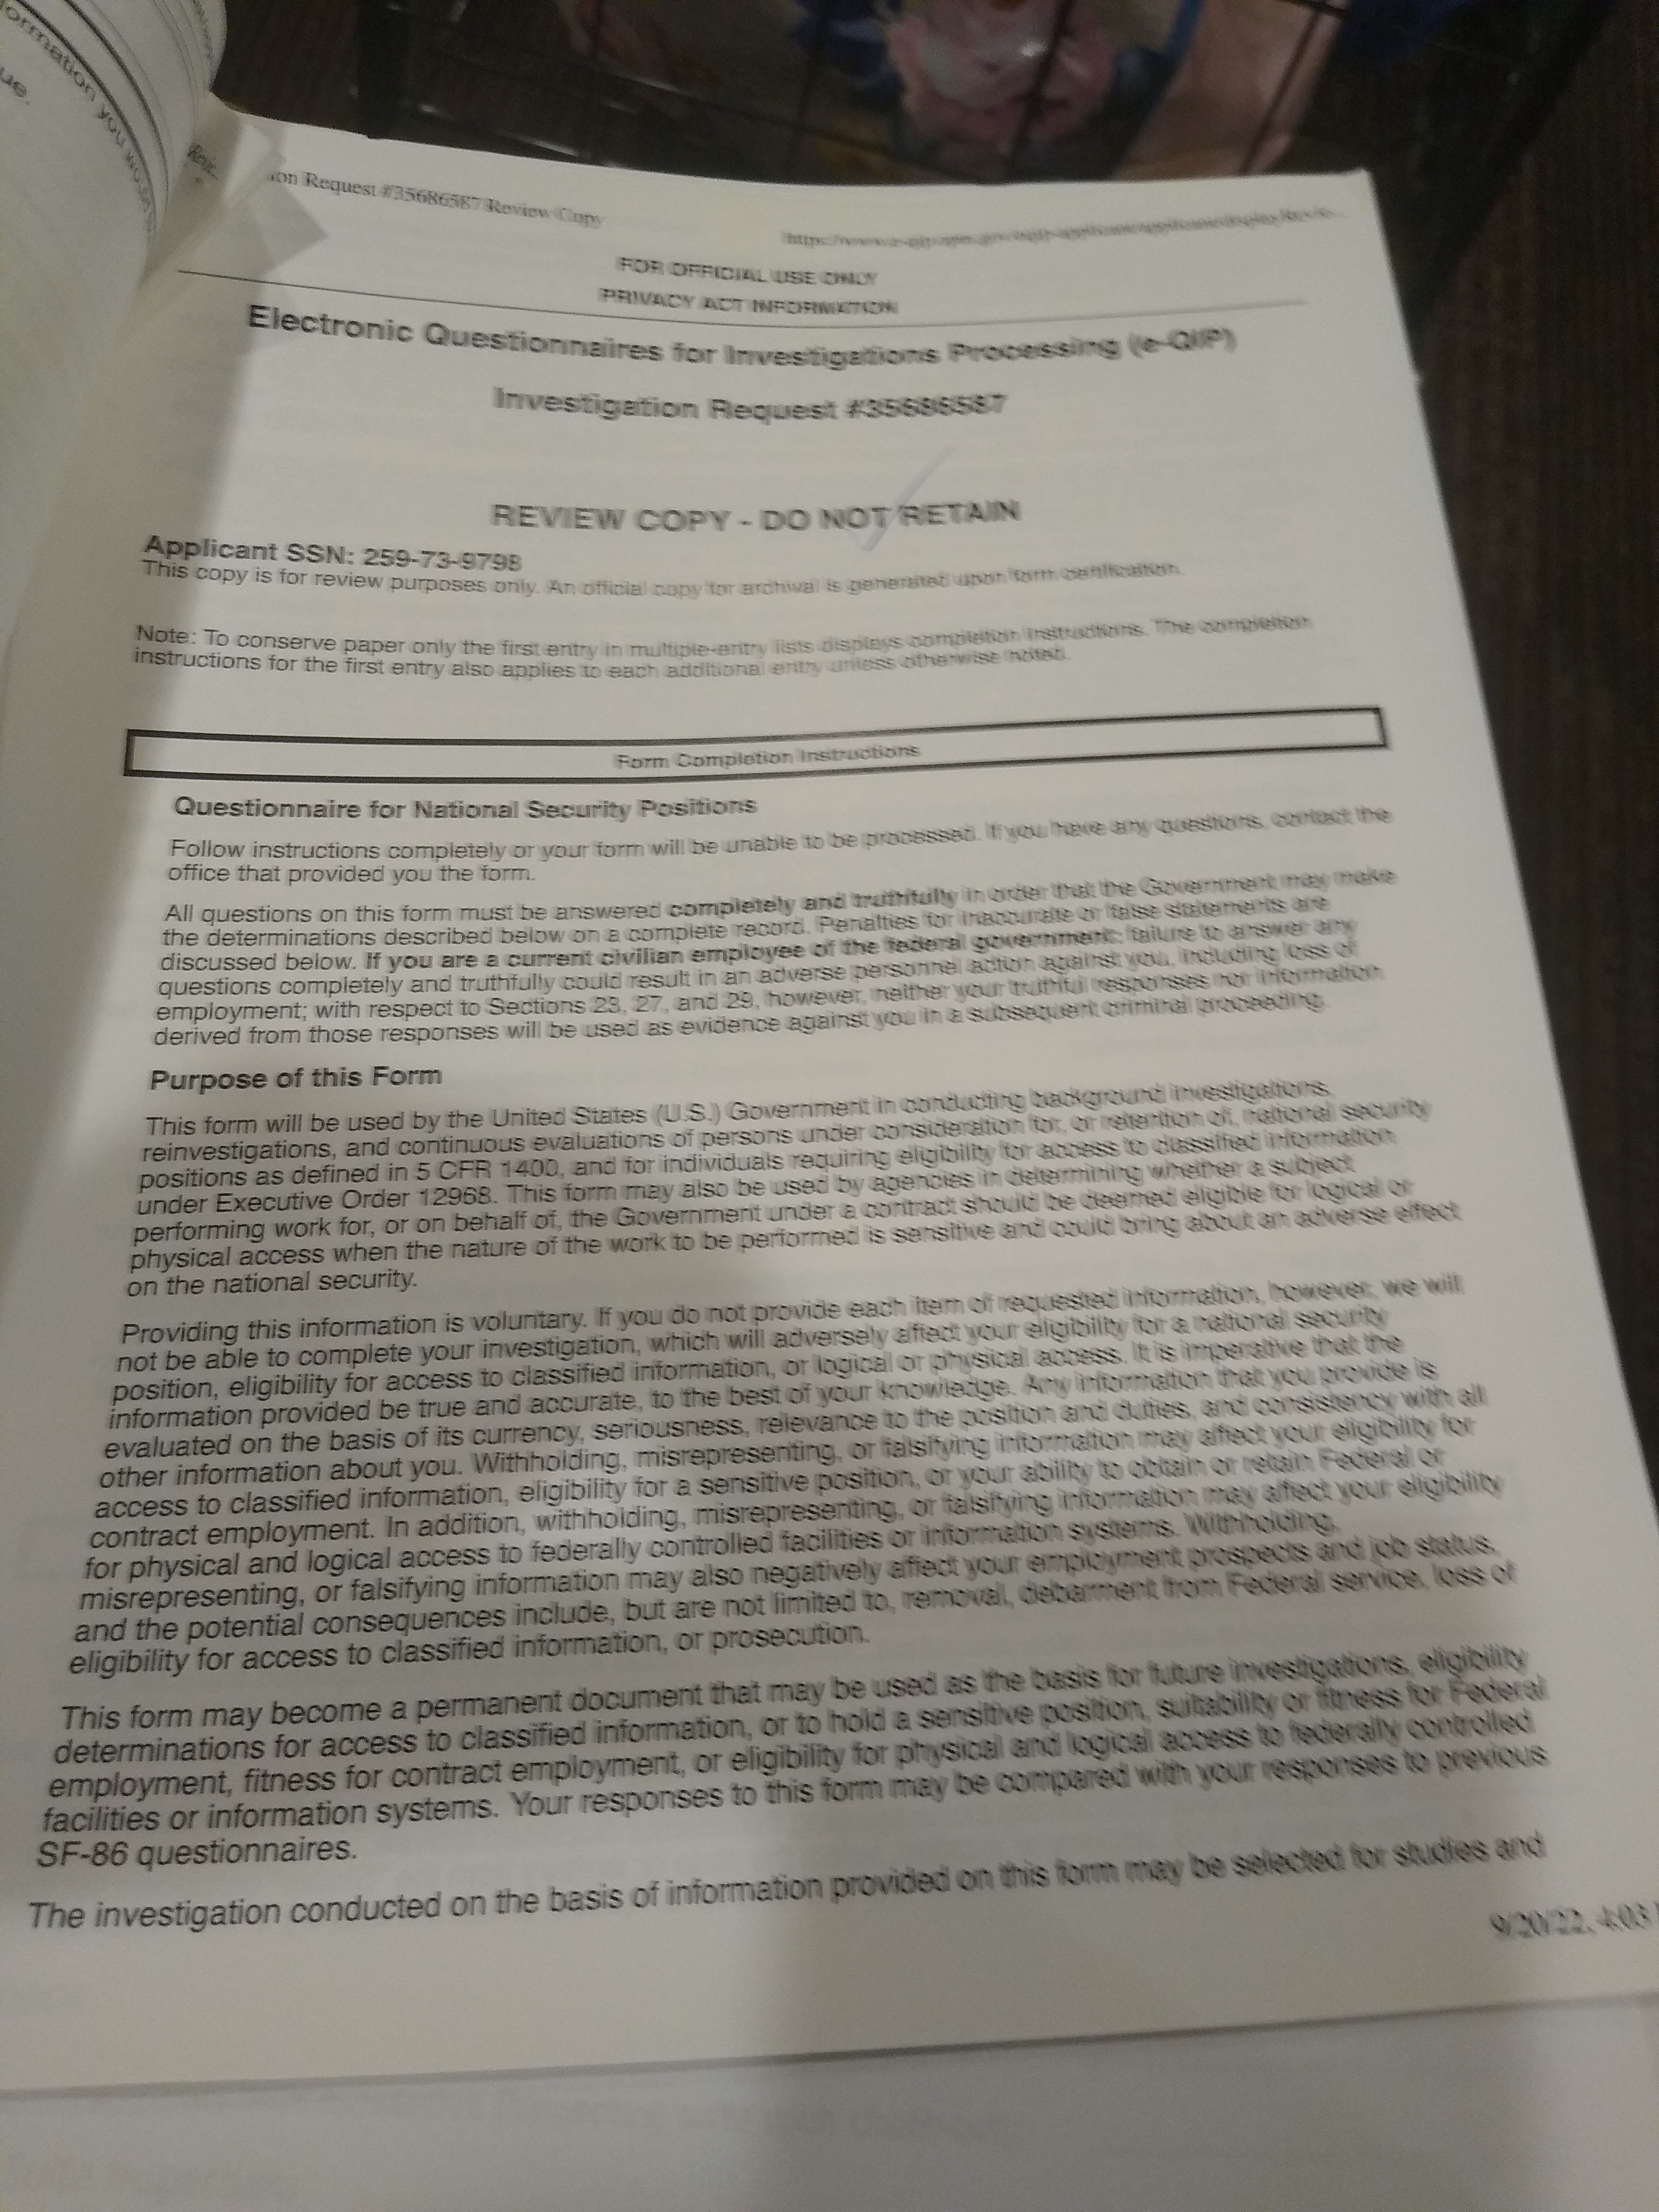 ormation you would
ue.
Request #35686587 Review Copy
FOR OFFICIAL USE ONLY
PRIVACY ACT INFORMATION
Electronic Questionnaires for Investigations Processing (e-QIP)
Investigation Request #35686587
REVIEW COPY - DO NOT RETAIN
Applicant SSN: 259-73-9798
This copy is for review purposes only. An official copy for archival is generated upon form certification.
Note: To conserve paper only the first entry in multiple-entry lists displays completion instructions. The completion
instructions for the first entry also applies to each additional entry unless otherwise noted.
Form Completion Instructions
Questionnaire for National Security Positions
Follow instructions completely or your form will be unable to be processed. If you have any questions, contact the
office that provided you the form.
All questions on this form must be answered completely and truthfully in order that the Government may make
the determinations described below on a complete record. Penalties for inaccurate or false statements are
discussed below. If you are a current civilian employee of the federal government: failure to answer any
questions completely and truthfully could result in an adverse personnel action against you, including loss of
employment; with respect to Sections 23, 27, and 29, however, neither your truthful responses nor information
derived from those responses will be used as evidence against you in a subsequent criminal proceeding.
Purpose of this Form
This form will be used by the United States (U.S.) Government in conducting background investigations,
reinvestigations, and continuous evaluations of persons under consideration for, or retention of, national security
positions as defined in 5 CFR 1400, and for individuals requiring eligibility for access to classified information
under Executive Order 12968. This form may also be used by agencies in determining whether a subject
performing work for, or on behalf of, the Government under a contract should be deemed eligible for logical or
physical access when the nature of the work to be performed is sensitive and could bring about an adverse effect
on the national security.
Providing this information is voluntary. If you do not provide each item of requested information, however, we will
not be able to complete your investigation, which will adversely affect your eligibility for a national security
position, eligibility for access to classified information, or logical or physical access. It is imperative that the
information provided be true and accurate, to the best of your knowledge. Any information that you provide is
evaluated on the basis of its currency, seriousness, relevance to the position and duties, and consistency with all
other information about you. Withholding, misrepresenting, or falsifying information may affect your eligibility for
access to classified information, eligibility for a sensitive position, or your ability to obtain or retain Federal or
contract employment. In addition, withholding, misrepresenting, or falsifying information may affect your eligibility
for physical and logical access to federally controlled facilities or information systems. Withholding,
misrepresenting, or falsifying information may also negatively affect your employment prospects and job status,
and the potential consequences include, but are not limited to, removal, debarment from Federal service, loss of
eligibility for access to classified information, or prosecution.
This form may become a permanent document that may be used as the basis for future investigations, eligibility
determinations for access to classified information, or to hold a sensitive position, suitability or fitness for Federal
employment, fitness for contract employment, or eligibility for physical and logical access to federally controlled
facilities or information systems. Your responses to this form may be compared with your responses to previous
SF-86 questionnaires.
The investigation conducted on the basis of information provided on this form may be selected for studies and
9/20/22, 4:03